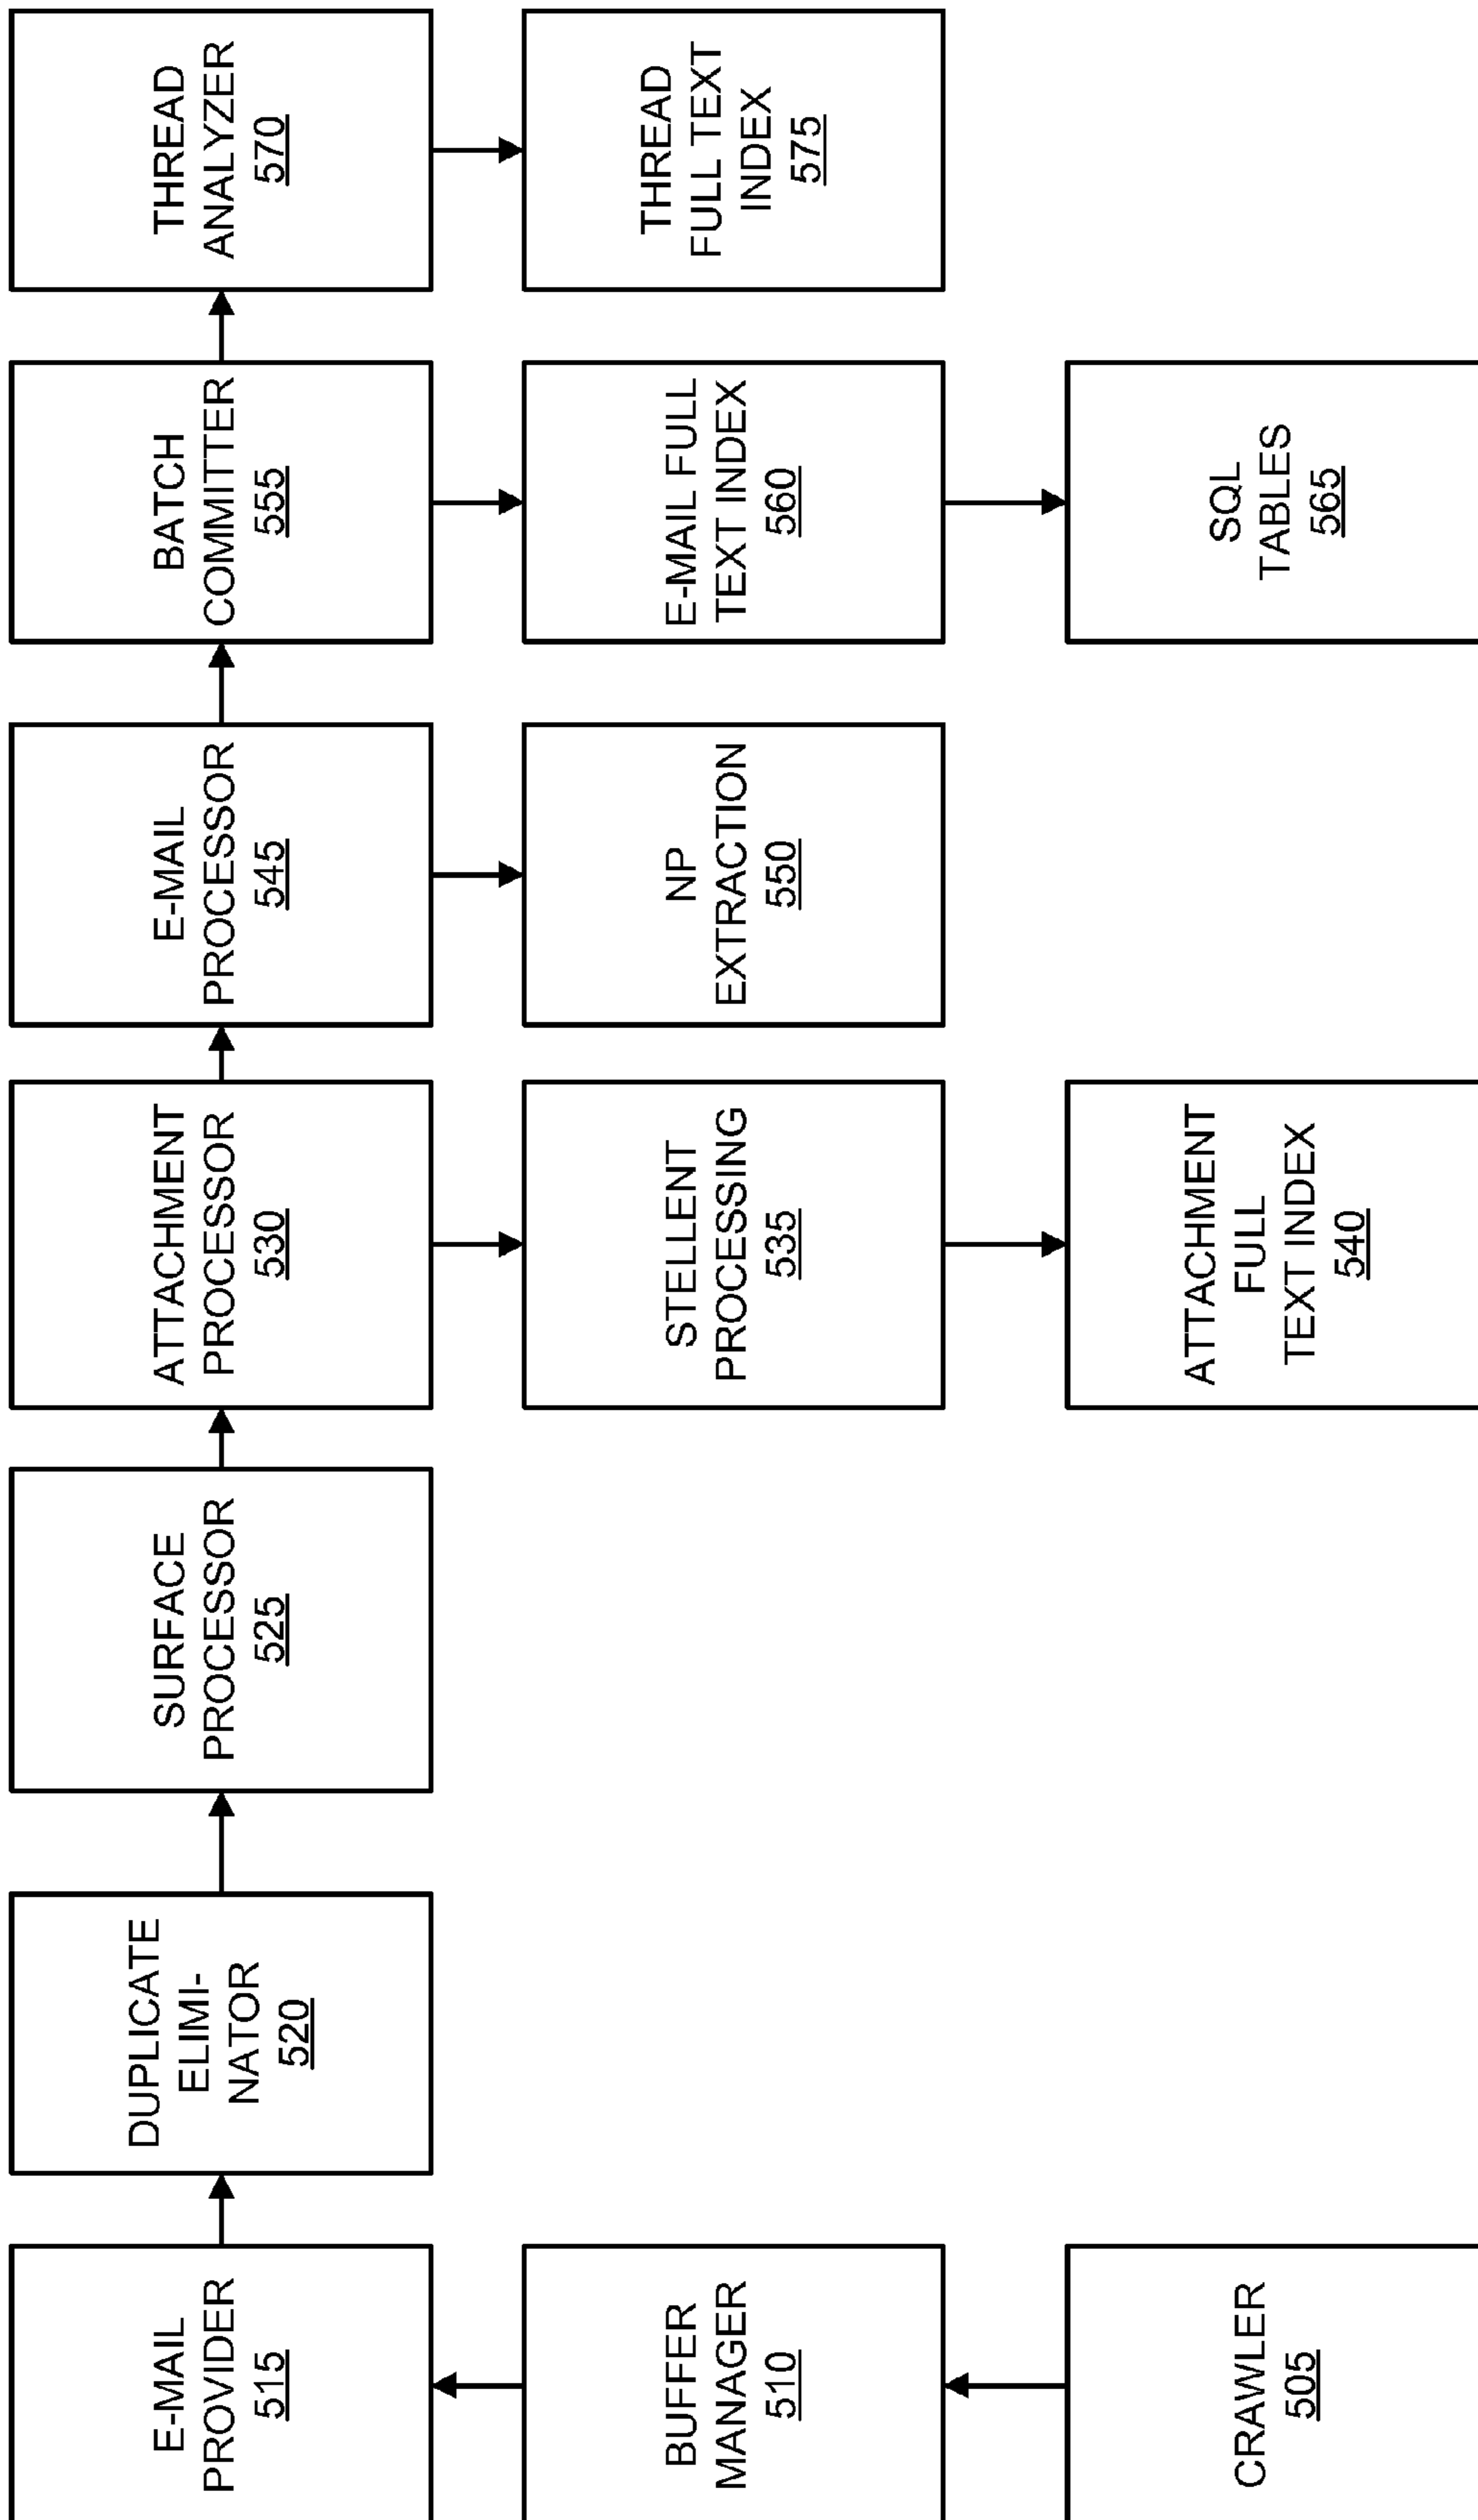 E-MAIL
PROVIDER
515
DUPLICATE
ELIMI-
NATOR
520
SURFACE
PROCESSOR
525
ATTACHMENT
PROCESSOR
530
E-MAIL
PROCESSOR
545
BATCH
COMMITTER
555
THREAD
ANALYZER
570
BUFFER
MANAGER
510
STELLENT
PROCESSING
535
NP
EXTRACTION
550
E-MAIL FULL
TEXT INDEX
560
THREAD
FULL TEXT
INDEX
575
CRAWLER
505
ATTACHMENT
FULL
TEXT INDEX
540
SQL
TABLES
565